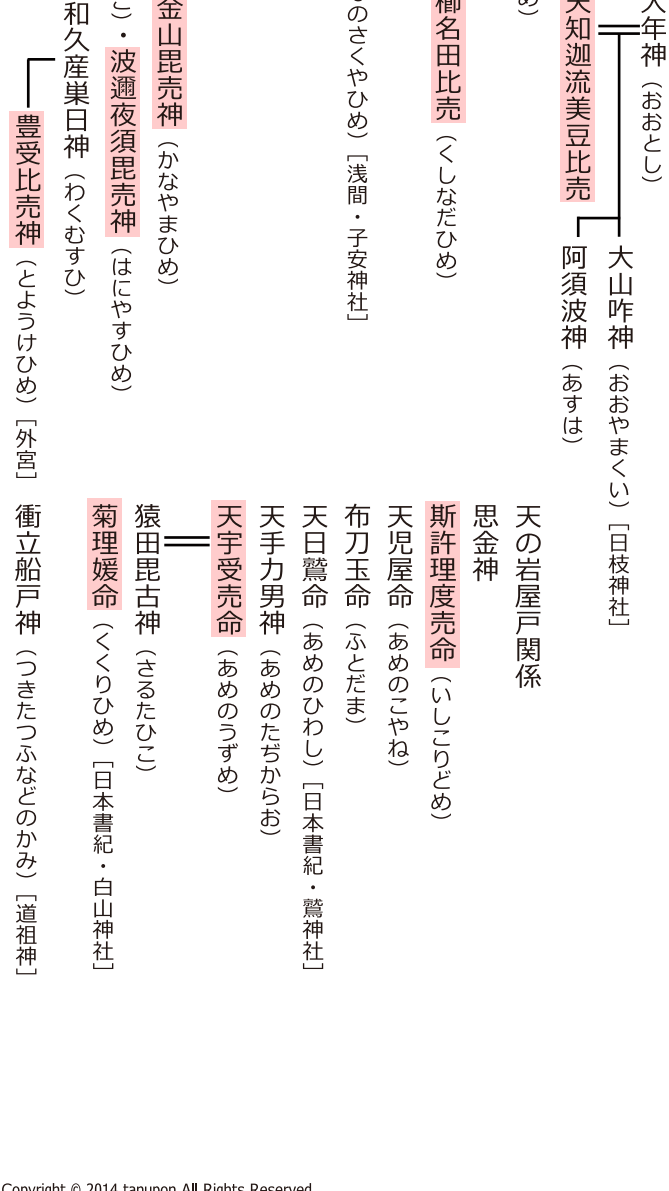 大年神（おおとし）
天知迦流美豆比売
大山咋神（おおやまくい）［日枝神社］
阿須波神（あすは）
め）
櫛名田比売（くしなだひめ）
のさくやひめ）［浅間・子安神社］
金山毘売神（かなやまひめ）
こ）・波邇夜須毘売神（はにやすひめ）
和久産巣日神（わくむすひ）
豊受比売神（とようけひめ）［外宮］
天の岩屋戸関係
思金神
斯許理度売命（いしこりどめ）
天児屋命（あめのこやね）
布刀玉命（ふとだま）
天日鷲命（あめのひわし）［日本書紀・鷲神社］
天手力男神（あめのたぢからお）
天宇受売命（あめのうずめ）
猿田毘古神（さるたひこ）
菊理媛命（くくりひめ）［日本書紀・白山神社］
衝立船戸神（つきたつふなどのかみ）［道祖神］
Copyright © 2014 tanupon All Rights Reserved